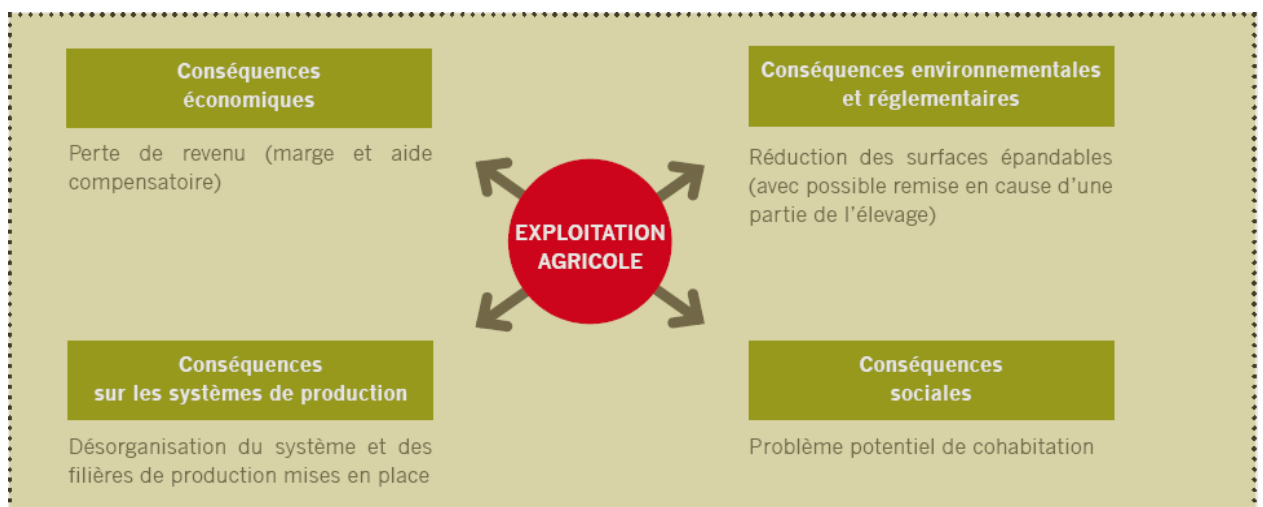 Conséquences
économiques
Perte de revenu (marge et aide
compensatoire)
Conséquences environnementales
et réglementaires
Réduction des surfaces épandables
(avec possible remise en cause d’une
partie de l’élevage)
EXPLOITATION
AGRICOLE
Conséquences
sur les systèmes de production
Désorganisation du système et des
filières de production mises en place
Conséquences
sociales
Problème potentiel de cohabitation